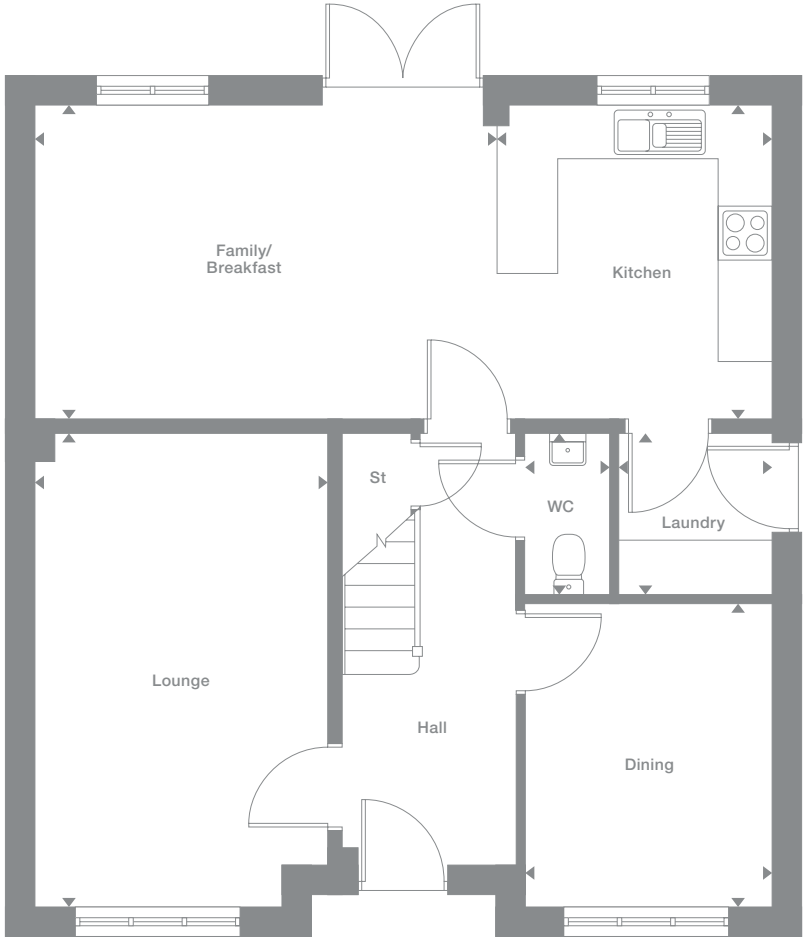 Family/
Breakfast
Kitchen
St
WC
Laundry
Lounge
Hall
Dining